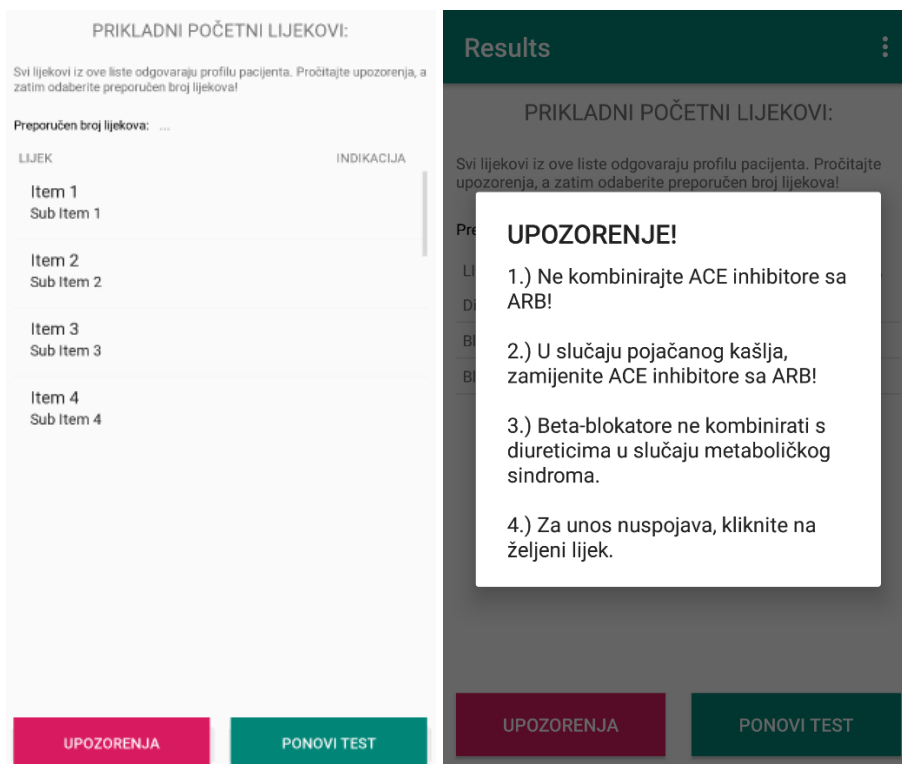 PRIKLADNI POČETNI LIJEKOVI:
Svi lijekovi iz ove liste odgovaraju profilu pacijenta. Pročitajte upozorenja, a
zatim odaberite preporučen broj lijekova!
Preporučen broj lijekova: ...
LIJEK INDIKACIJA
Item 1
Sub Item 1
Item 2
Sub Item 2
Item 3
Sub Item 3
Item 4
Sub Item 4
UPOZORENJA PONOVI TEST
Results
PRIKLADNI POČETNI LIJEKOVI:
Svi lijekovi iz ove liste odgovaraju profilu pacijenta. Pročitajte
upozorenja, a zatim odaberite preporučen broj lijekova!
UPOZORENJE!
1.) Ne kombinirajte ACE inhibitore sa
ARB!
2.) U slučaju pojačanog kašlja,
zamijenite ACE inhibitore sa ARB!
3.) Beta-blokatore ne kombinirati s
diureticima u slučaju metaboličkog
sindroma.
4.) Za unos nuspojava, kliknite na
željeni lijek.
UPOZORENJA PONOVI TEST